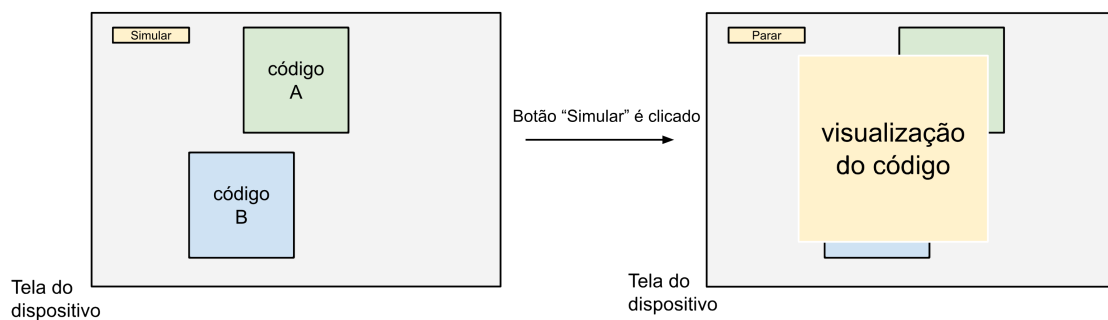 Simular
código
A
código
B
Tela do
dispositivo
Botão “Simular” é clicado
Parar
visualização
do código
Tela do
dispositivo